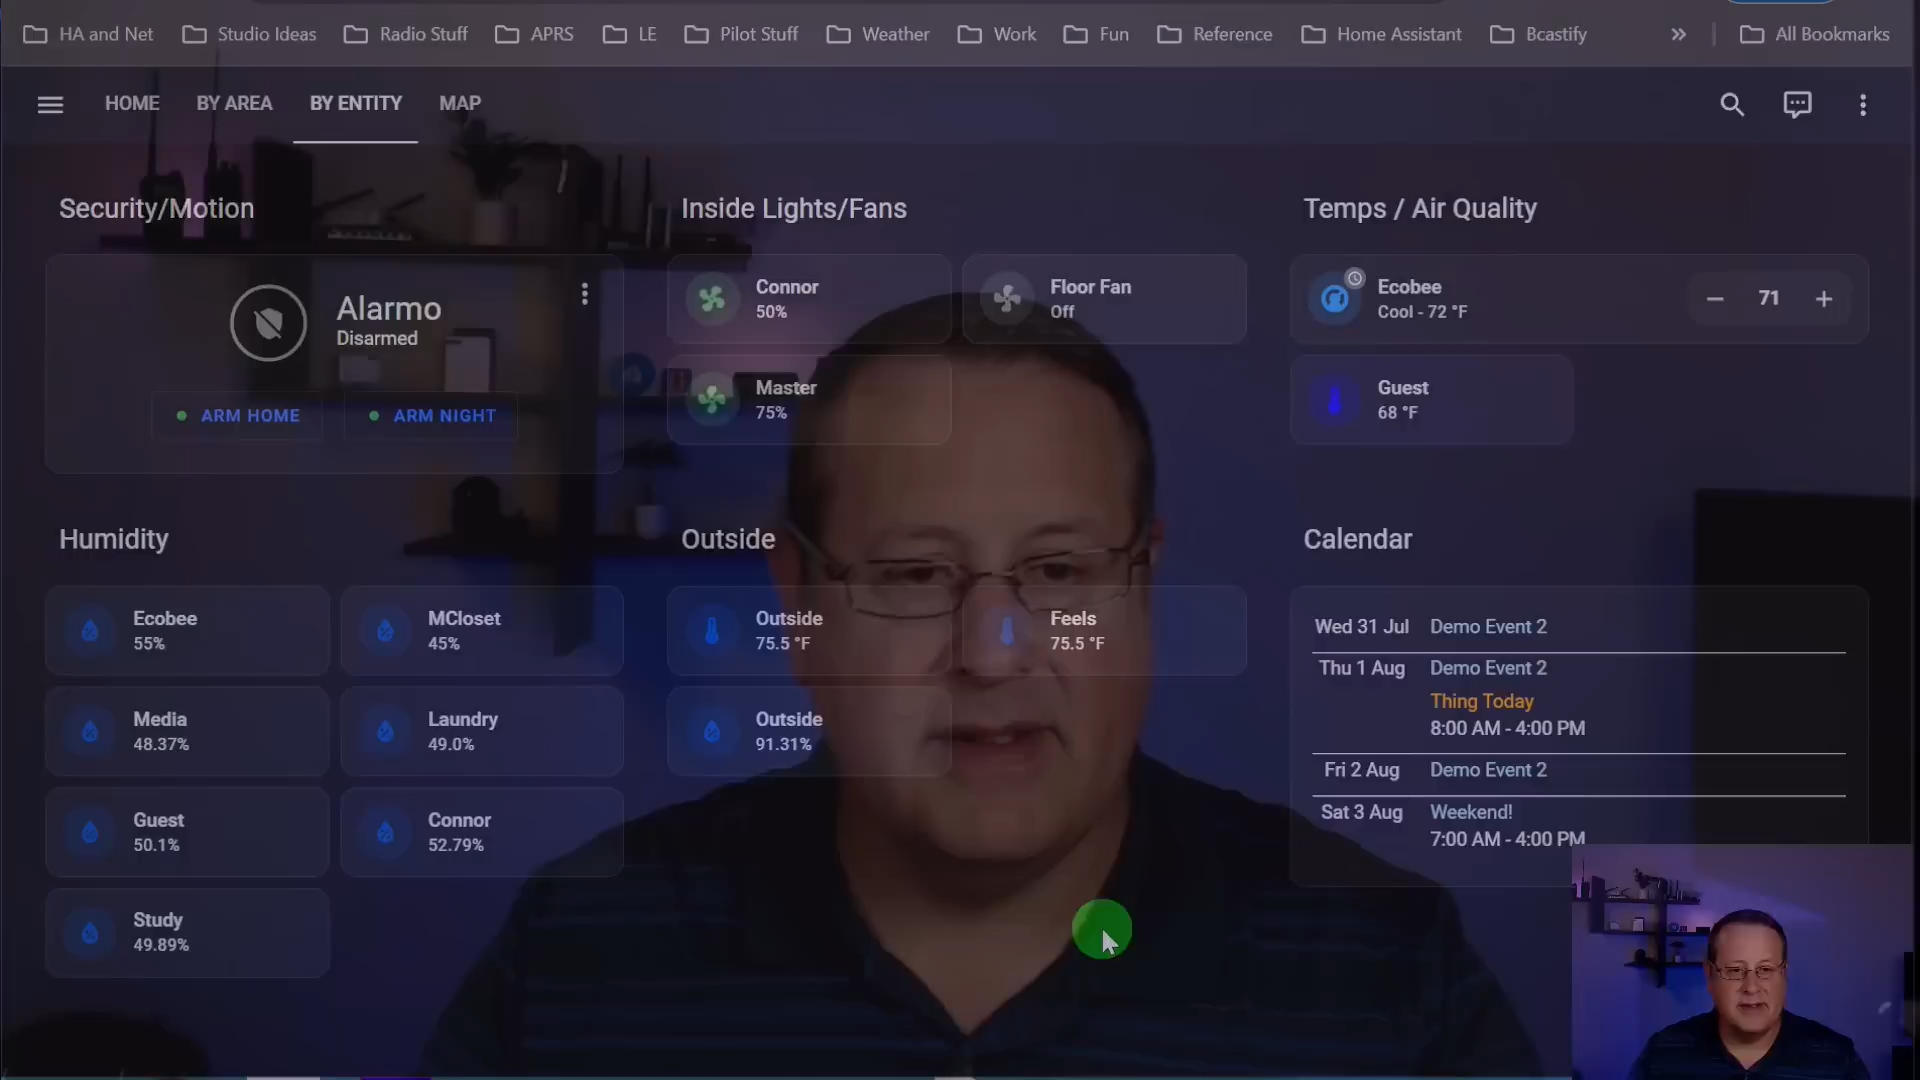 HA and Net
Studio Ideas
Radio Stuff
APRS
LE
Pilot Stuff
Weather
Work
Fun
Reference
Home Assistant
Bcastify
»
All Bookmarks
HOME
BY AREA
BY ENTITY
MAP
Security/Motion
Alarmo
Disarmed
ARM HOME
ARM NIGHT
Inside Lights/Fans
Connor
50%
Floor Fan
Off
Master
75%
Temps / Air Quality
Ecobee
Cool - 72 °F
− 71 +
Guest
68 °F
Humidity
Ecobee
55%
MCloset
45%
Media
48.37%
Laundry
49.0%
Guest
50.1%
Connor
52.79%
Study
49.89%
Outside
Outside
75.5 °F
Feels
75.5 °F
Outside
91.31%
Calendar
Wed 31 Jul Demo Event 2
Thu 1 Aug Demo Event 2
Thing Today
8:00 AM - 4:00 PM
Fri 2 Aug Demo Event 2
Sat 3 Aug Weekend!
7:00 AM - 4:00 PM